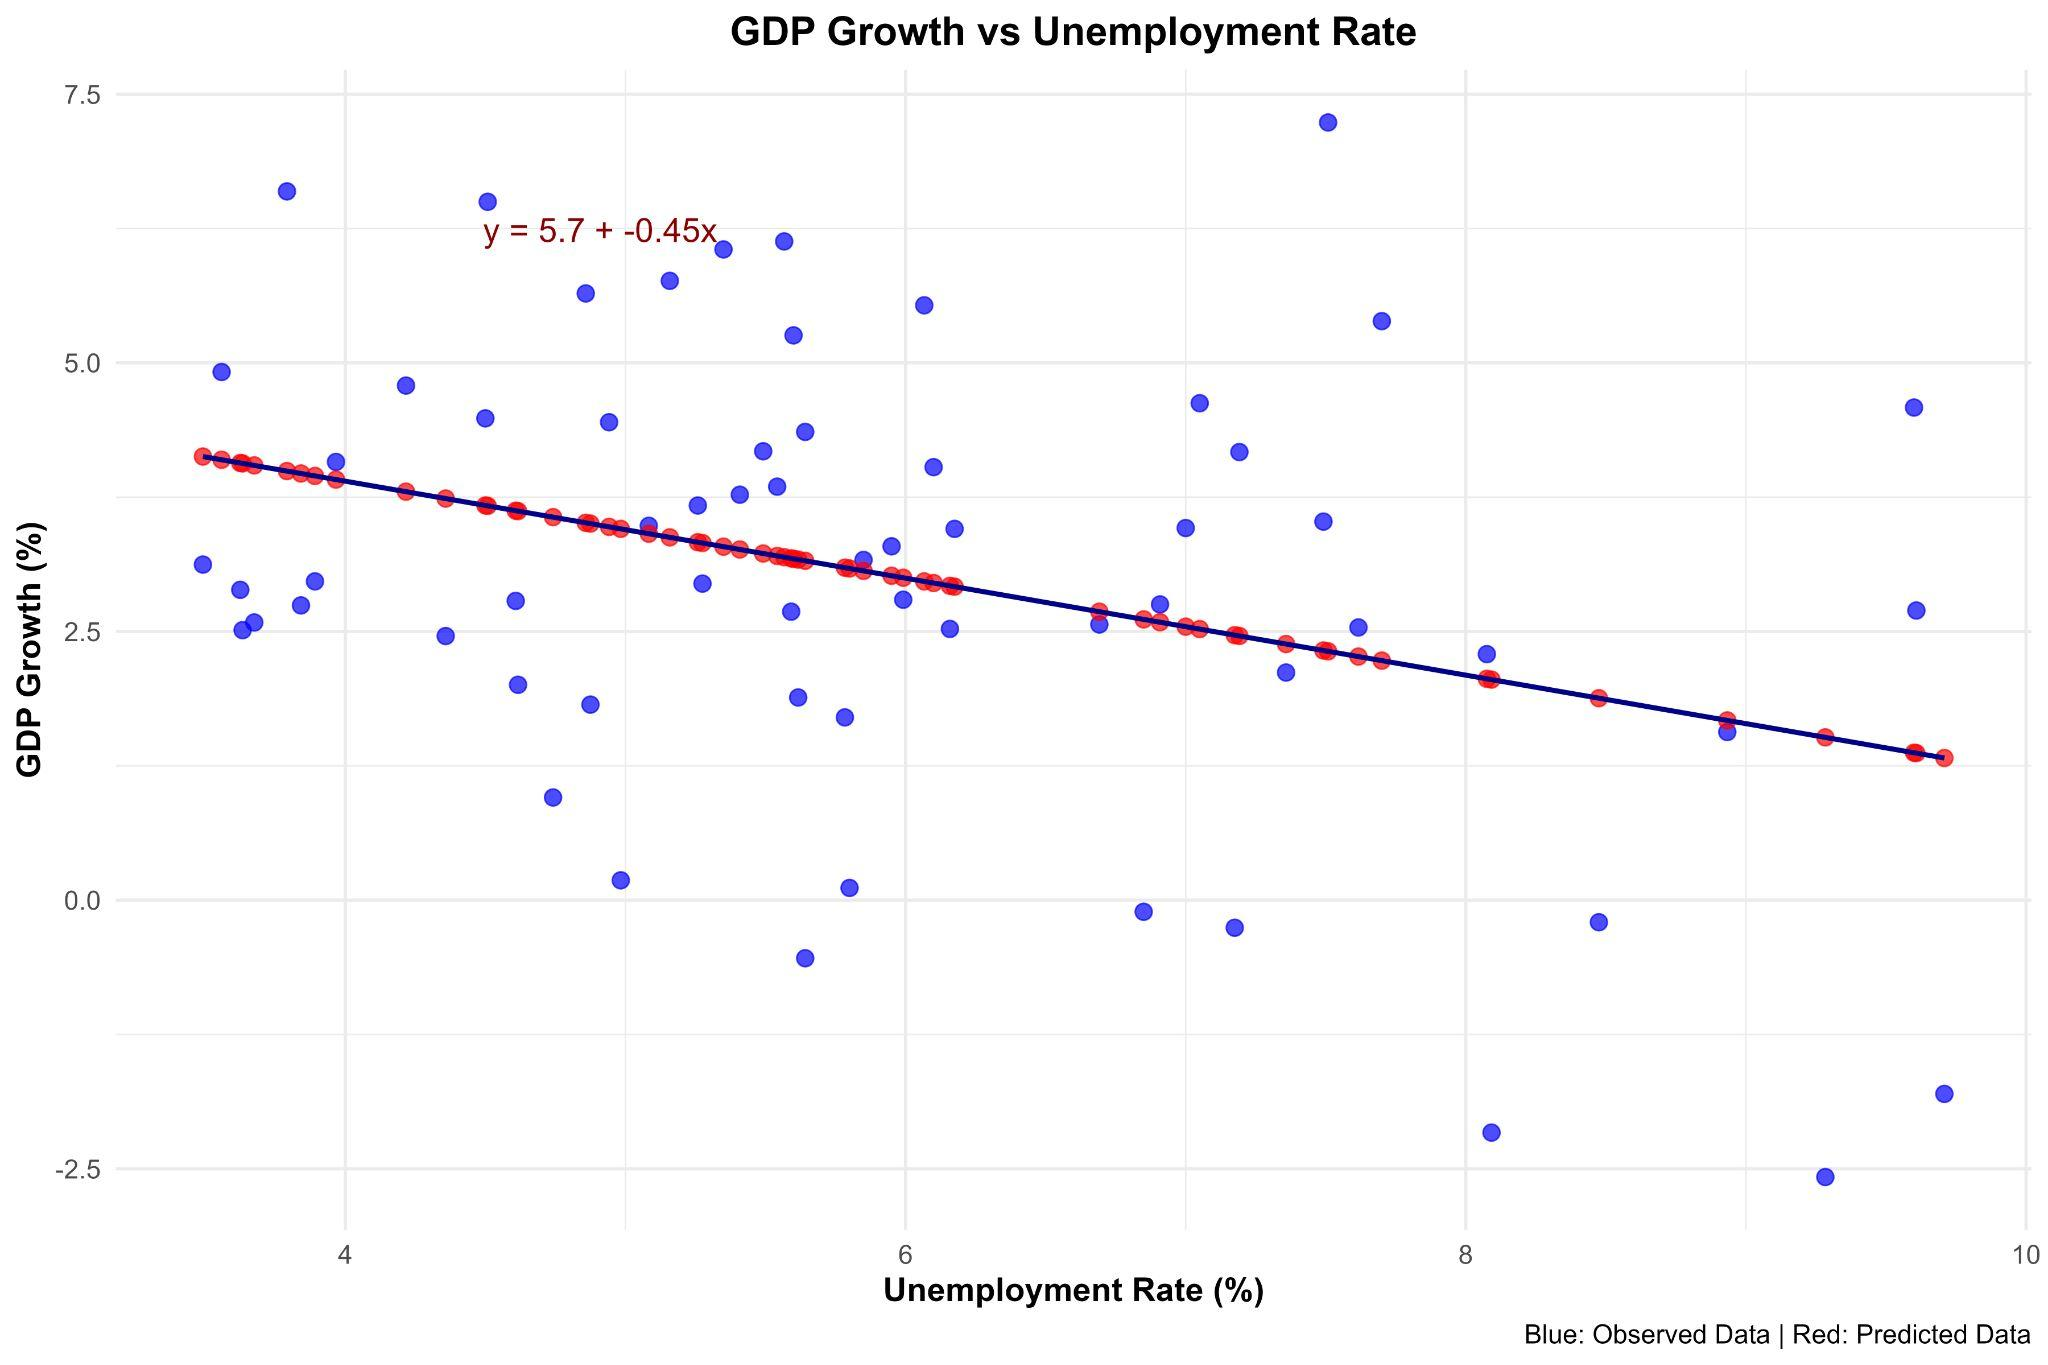 GDP Growth vs Unemployment Rate
7.5
y = 5.7 + -0.45x
5.0
GDP Growth (%)
2.5
0.0
-2.5
4 6 8 10
Unemployment Rate (%)
Blue: Observed Data | Red: Predicted Data